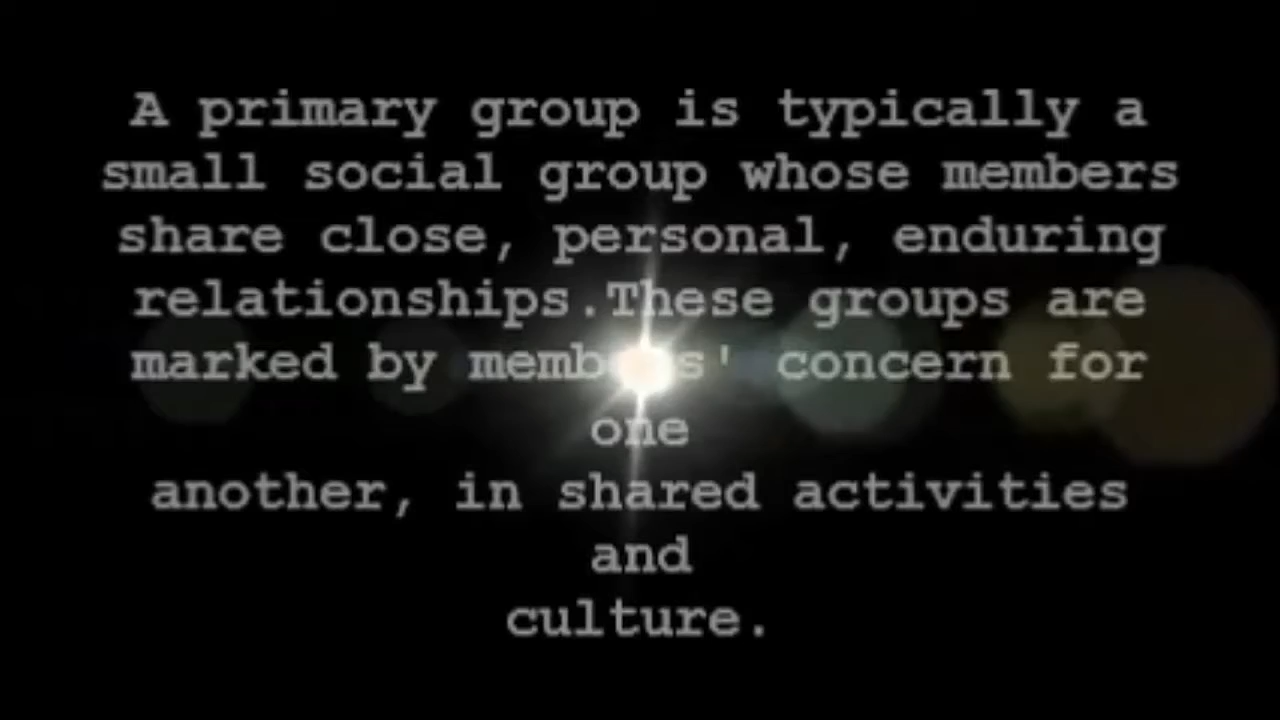 A primary group is typically a
small social group whose members
share close, personal, enduring
relationships.These groups are
marked by members' concern for
one
another, in shared activities
and
culture.